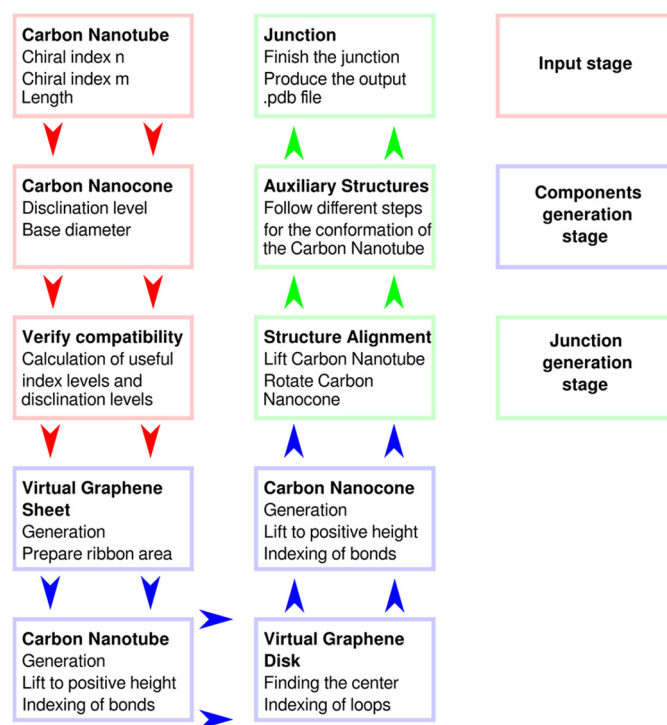 Carbon Nanotube
Chiral index n
Chiral index m
Length
Carbon Nanocone
Disclination level
Base diameter
Verify compatibility
Calculation of useful
index levels and
disclination levels
Virtual Graphene
Sheet
Generation
Prepare ribbon area
Carbon Nanotube
Generation
Lift to positive height
Indexing of bonds
Virtual Graphene
Disk
Finding the center
Indexing of loops
Carbon Nanocone
Generation
Lift to positive height
Indexing of bonds
Structure Alignment
Lift Carbon Nanotube
Rotate Carbon
Nanocone
Auxiliary Structures
Follow different steps
for the conformation of
the Carbon Nanotube
Junction
Finish the junction
Produce the output
.pdb file
Input stage
Components
generation
stage
Junction
generation
stage